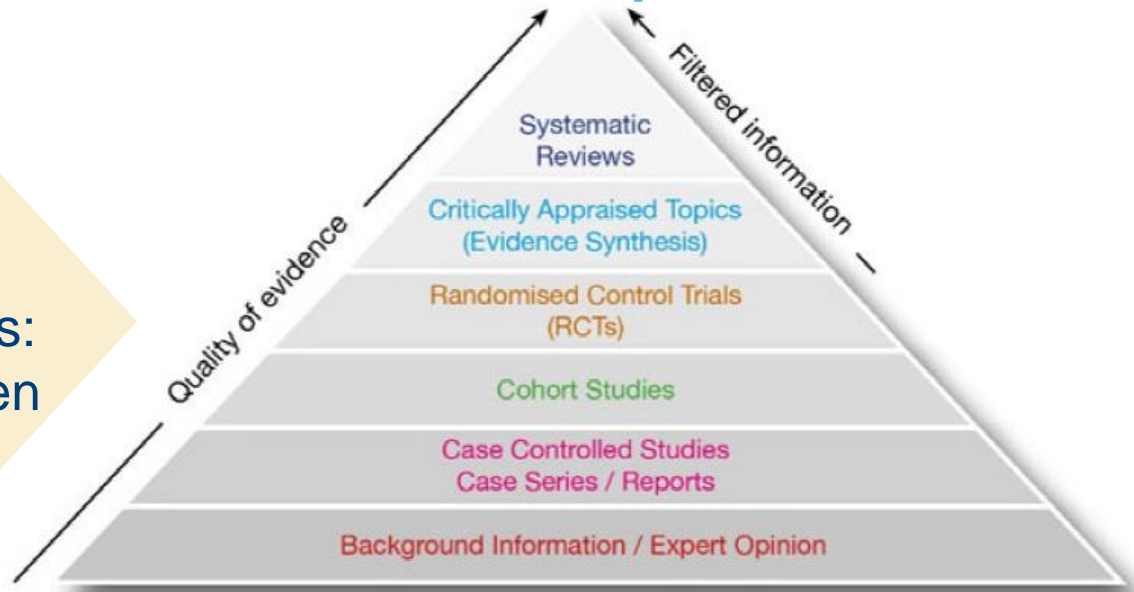 Quality of evidence
Filtered information
Systematic
Reviews
Critically Appraised Topics
(Evidence Synthesis)
Randomised Control Trials
(RCTs)
Cohort Studies
Case Controlled Studies
Case Series / Reports
Background Information / Expert Opinion